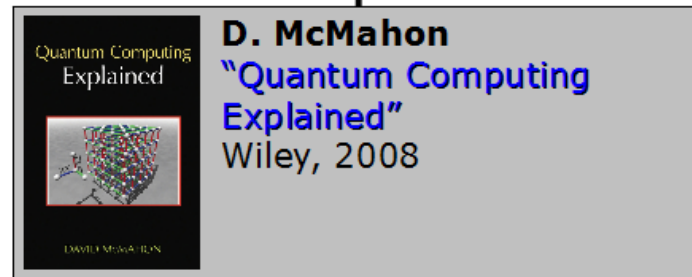 Quantum Computing
Explained
DAVID McMAHON
D. McMahon
“Quantum Computing
Explained”
Wiley, 2008